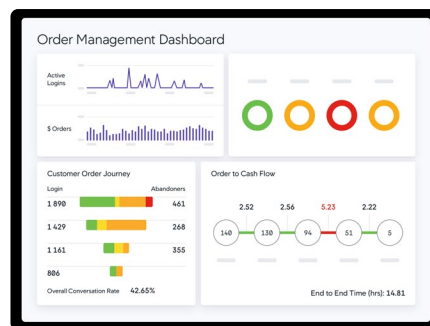 Order Management Dashboard
Active
Logins
$ Orders
Customer Order Journey
Login Abandoners
1 890 461
1 429 268
1 161 355
806
Overall Conversation Rate 42.65%
Order to Cash Flow
2.52 2.56 5.23 2.22
140 130 94 51 5
End to End Time (hrs): 14.81